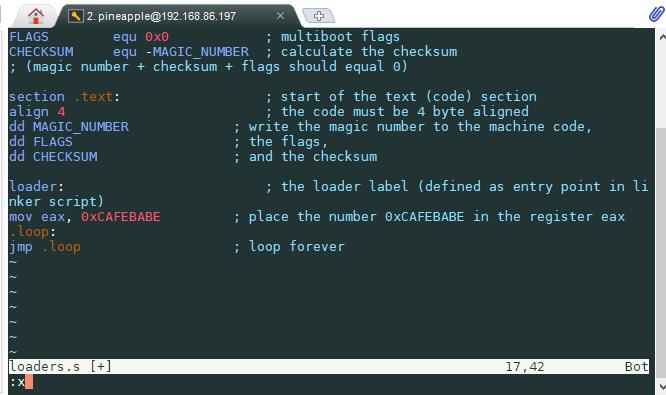 2. pineapple@192.168.86.197
FLAGS        equ 0x0            ; multiboot flags
CHECKSUM     equ -MAGIC_NUMBER  ; calculate the checksum
; (magic number + checksum + flags should equal 0)
section .text:                  ; start of the text (code) section
align 4                         ; the code must be 4 byte aligned
dd MAGIC_NUMBER             ; write the magic number to the machine code,
dd FLAGS                    ; the flags,
dd CHECKSUM                 ; and the checksum
loader:                         ; the loader label (defined as entry point in li
nker script)
mov eax, 0xCAFEBABE         ; place the number 0xCAFEBABE in the register eax
.loop:
jmp .loop                   ; loop forever
~
~
~
~
~
~
~
loaders.s [+]                                                 17,42          Bot
:x